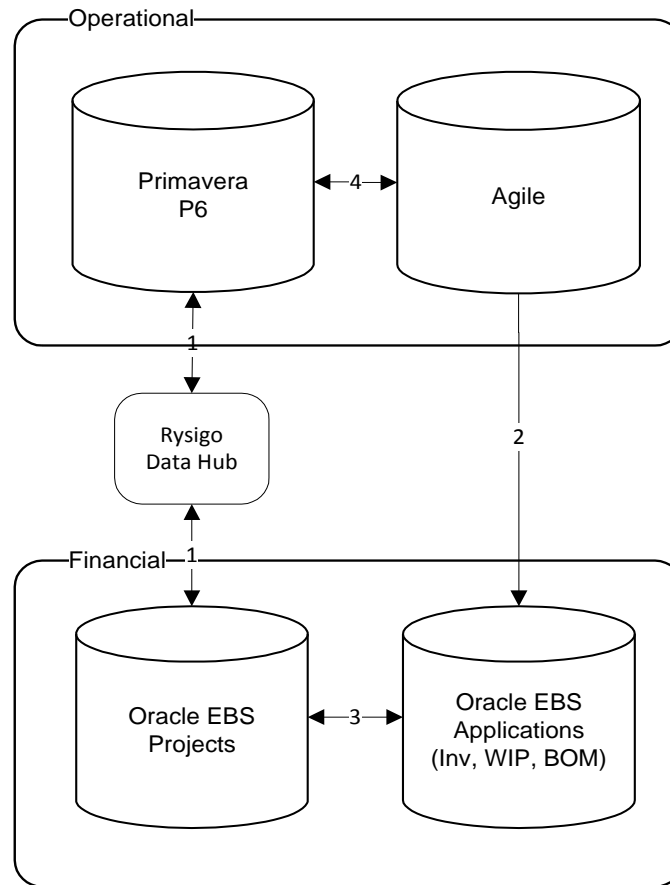 Operational
Primavera
P6
4
Agile
1
Rysigo
Data Hub
2
1
Financial
Oracle EBS
Projects
3
Oracle EBS
Applications
(Inv, WIP, BOM)